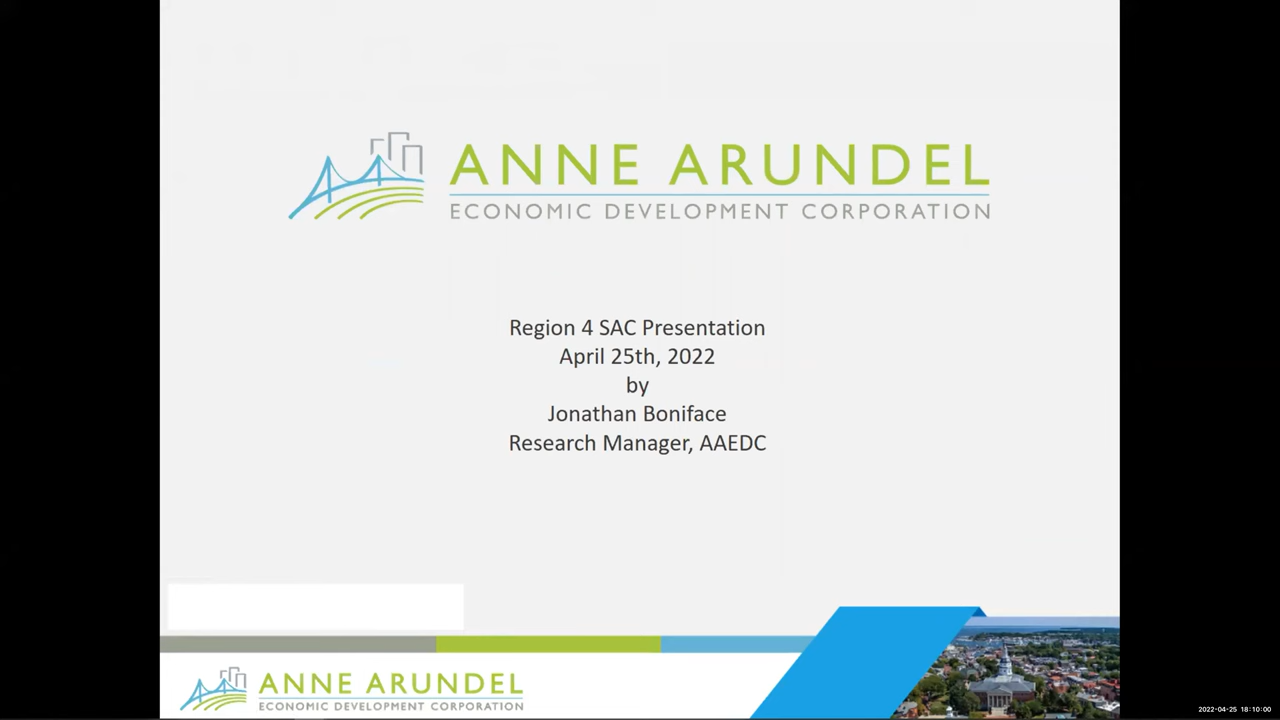 ANNE ARUNDEL
ECONOMIC DEVELOPMENT CORPORATION
Region 4 SAC Presentation
April 25th, 2022
by
Jonathan Boniface
Research Manager, AAEDC
ANNE ARUNDEL
ECONOMIC DEVELOPMENT CORPORATION
2022-04-25 18:10:00